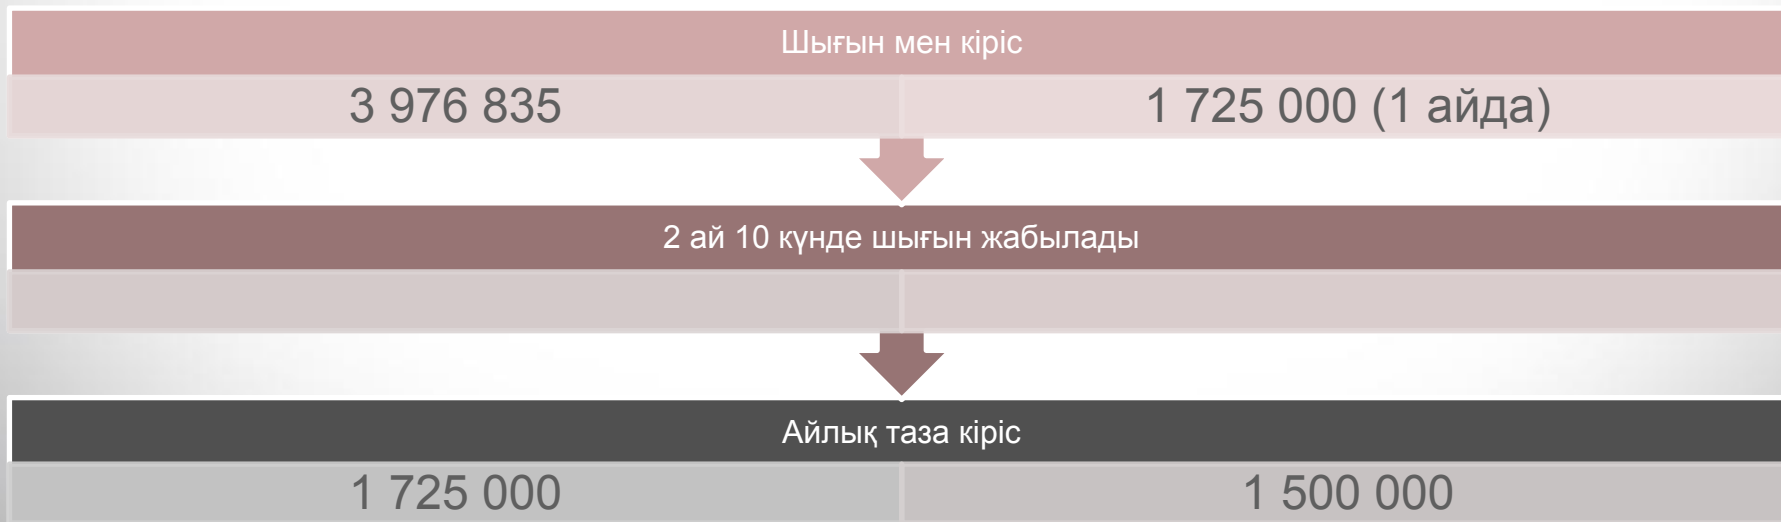 Шығын мен кіріс
3 976 835
1 725 000 (1 айда)
2 ай 10 күнде шығын жабылады
Айлық таза кіріс
1 725 000
1 500 000